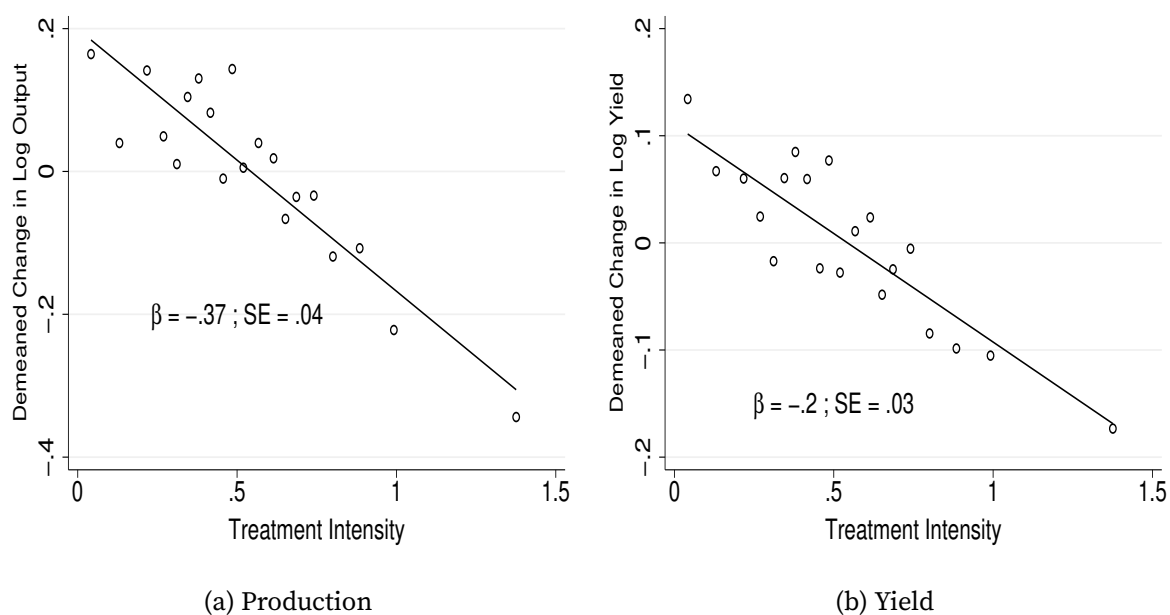 Demeaned Change in Log Output
.2
0
−.2
−.4
β = −.37 ; SE = .04
0
.5
1
1.5
Treatment Intensity
(a) Production
Demeaned Change in Log Yield
.2
.1
0
−.1
−.2
β = −.2 ; SE = .03
0
.5
1
1.5
Treatment Intensity
(b) Yield